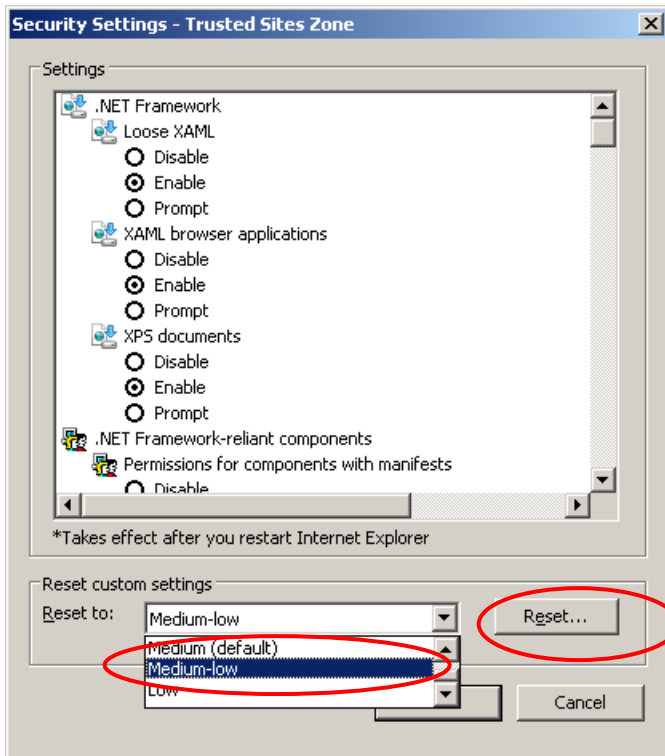 Security Settings - Trusted Sites Zone
Settings
.NET Framework
Loose XAML
Disable
Enable
Prompt
XAML browser applications
Disable
Enable
Prompt
XPS documents
Disable
Enable
Prompt
.NET Framework-reliant components
Permissions for components with manifests
Disable
*Takes effect after you restart Internet Explorer
Reset custom settings
Reset to:
Medium-low
Reset...
Medium (default)
Medium-low
Low
Cancel